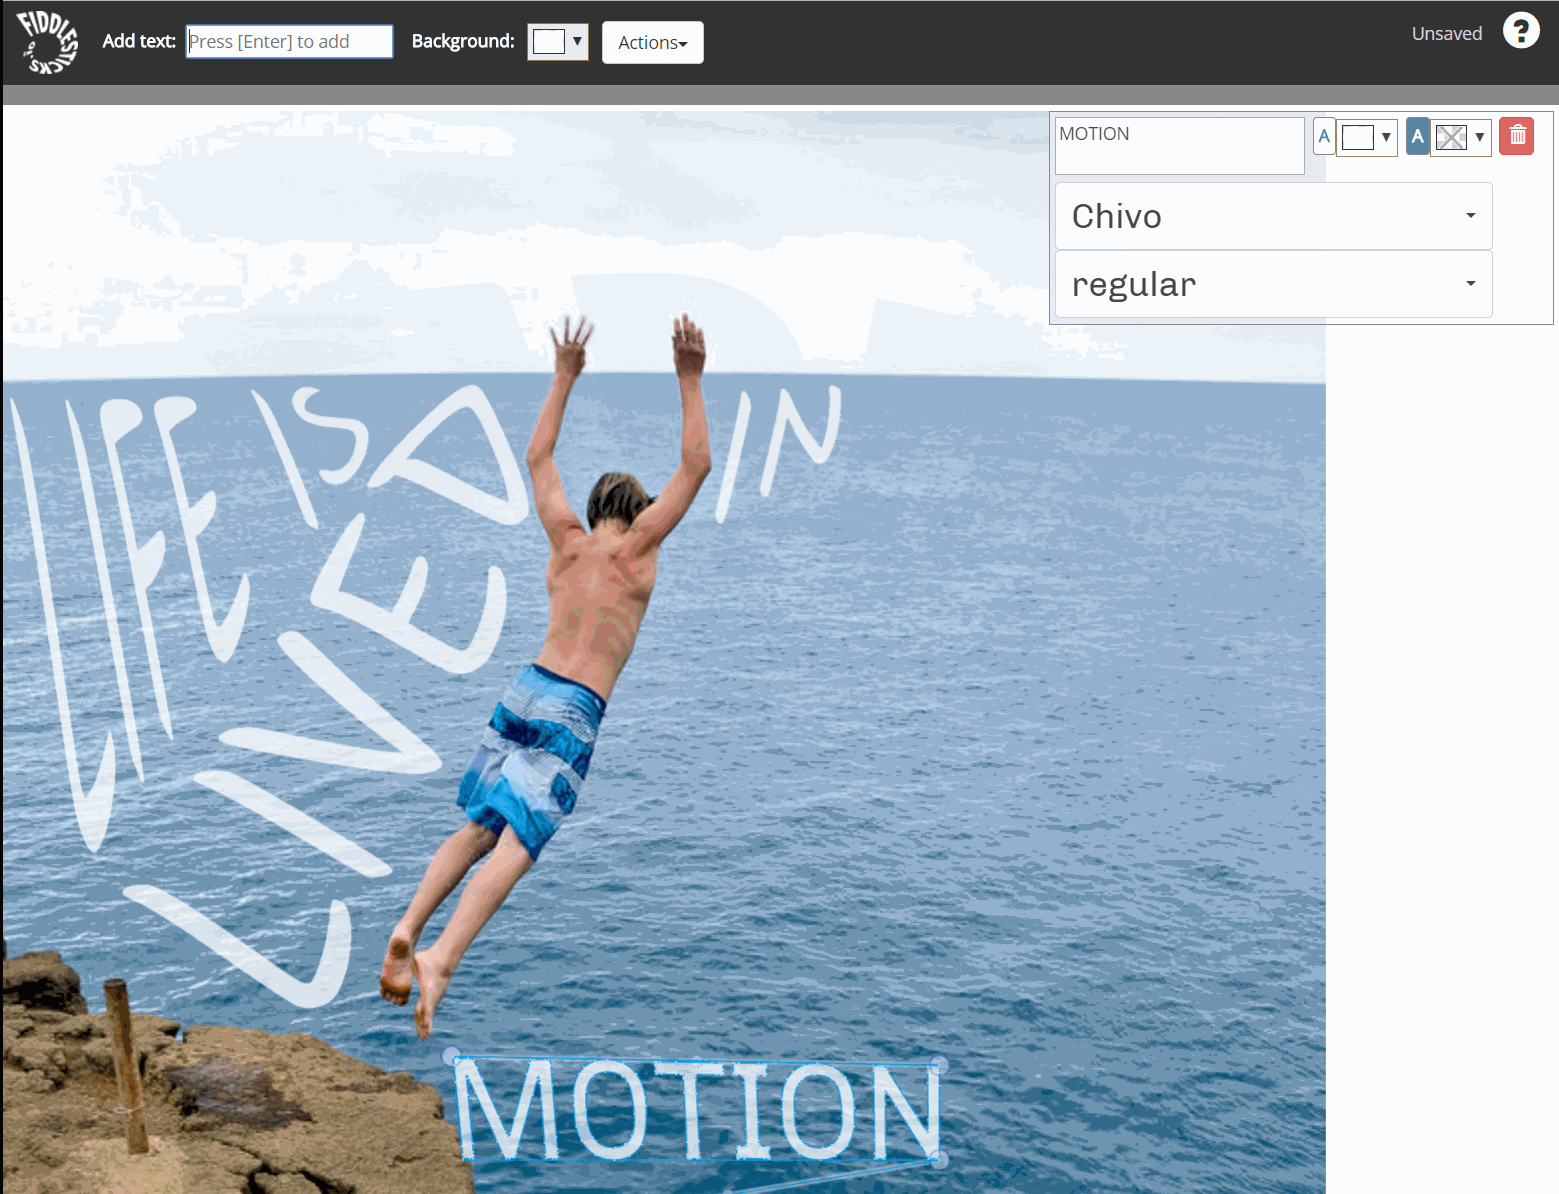 FIDDLESTICKS
Add text: Press [Enter] to add Background: Actions Unsaved ?
MOTION A A
Chivo
regular
LIFE IS
LIVED
IN
MOTION